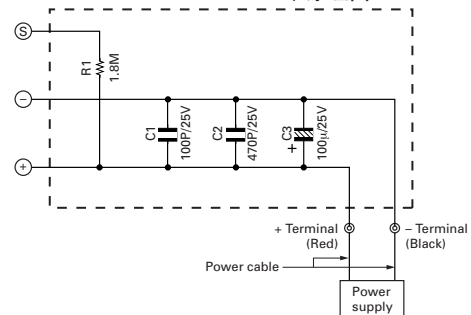 S
R1
1.8M
−
C1
100P/25V
C2
470P/25V
C3
100μ/25V
+
+
+ Terminal
(Red)
− Terminal
(Black)
Power cable
Power
supply